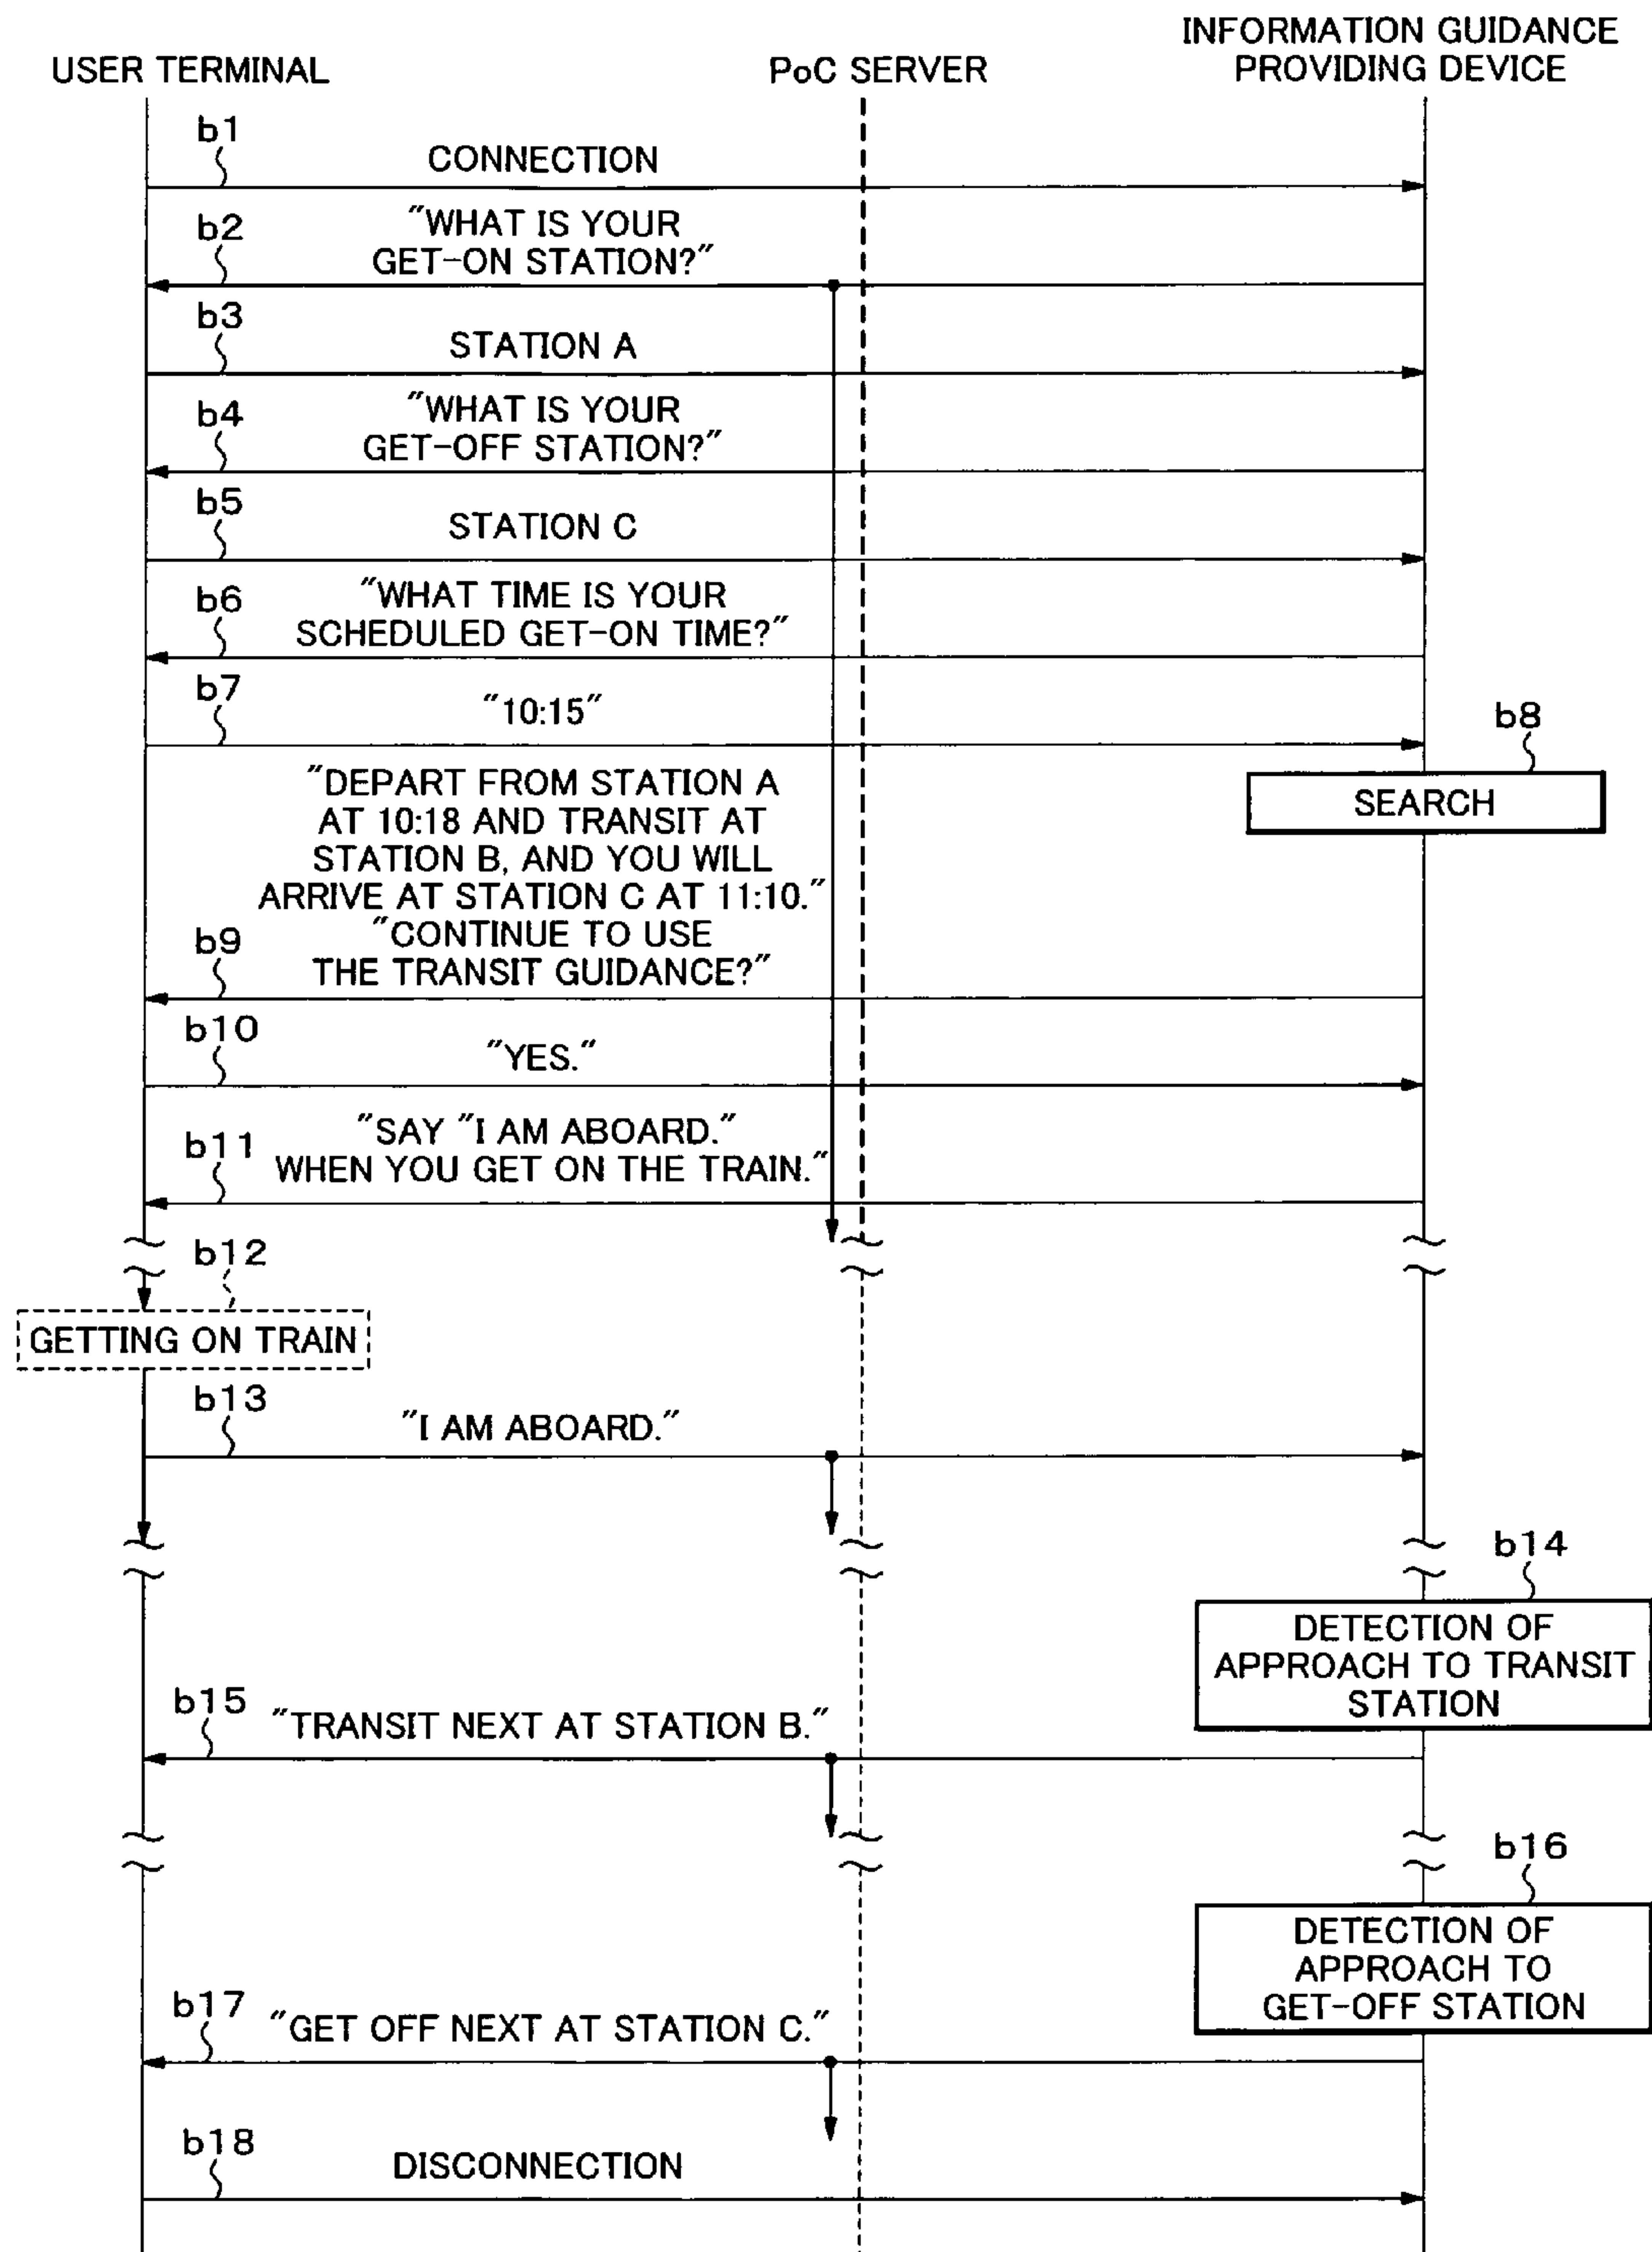 USER TERMINAL
PoC SERVER
INFORMATION GUIDANCE
PROVIDING DEVICE
b1
CONNECTION
b2
"WHAT IS YOUR
GET-ON STATION?"
b3
STATION A
b4
"WHAT IS YOUR
GET-OFF STATION?"
b5
STATION C
b6
"WHAT TIME IS YOUR
SCHEDULED GET-ON TIME?"
b7
"10:15"
b8
SEARCH
"DEPART FROM STATION A
AT 10:18 AND TRANSIT AT
STATION B, AND YOU WILL
ARRIVE AT STATION C AT 11:10."
b9
"CONTINUE TO USE
THE TRANSIT GUIDANCE?"
b10
"YES."
b11
"SAY "I AM ABOARD."
WHEN YOU GET ON THE TRAIN."
b12
GETTING ON TRAIN
b13
"I AM ABOARD."
b14
DETECTION OF
APPROACH TO TRANSIT
STATION
b15
"TRANSIT NEXT AT STATION B."
b16
DETECTION OF
APPROACH TO
GET-OFF STATION
b17
"GET OFF NEXT AT STATION C."
b18
DISCONNECTION